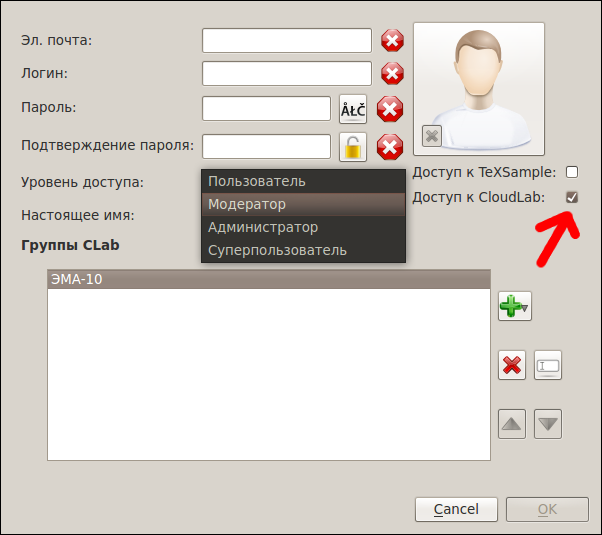 Эл. почта:
Логин:
Пароль:
ÅŁČ
Подтверждение пароля:
Уровень доступа:
Пользователь
Модератор
Администратор
Суперпользователь
Настоящее имя:
Доступ к TeXSample:
Доступ к CloudLab:
Группы CLab
ЭМА-10
Cancel
OK